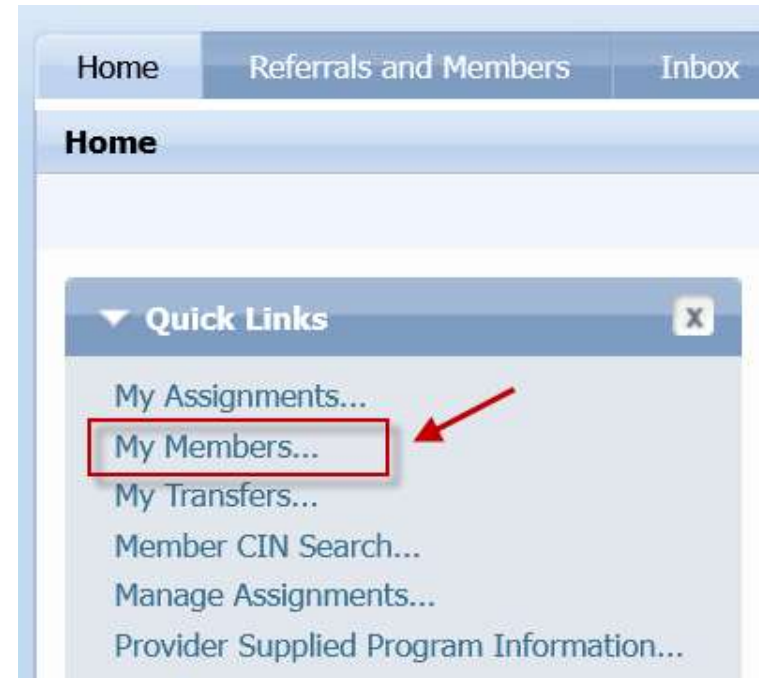 Home Referrals and Members Inbox
Home
Quick Links X
My Assignments...
My Members...
My Transfers...
Member CIN Search...
Manage Assignments...
Provider Supplied Program Information...